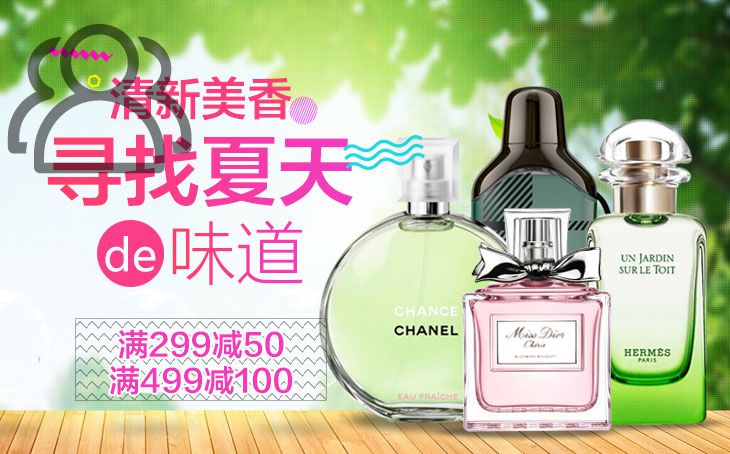 清新美香
寻找夏天
de味道
满299减50
满499减100
CHANCE
CHANEL
EAU FRAÎCHE
Miss Dior
Chérie
BLOOMING BOUQUET
UN JARDIN
SUR LE TOIT
HERMÈS
PARIS